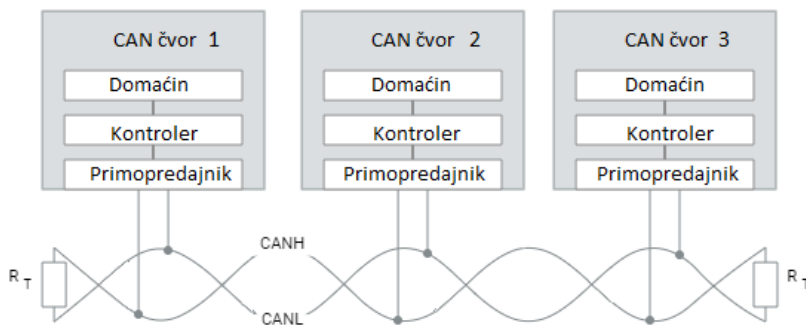 CAN čvor 1
Domaćin
Kontroler
Primopredajnik
CAN čvor 2
Domaćin
Kontroler
Primopredajnik
CAN čvor 3
Domaćin
Kontroler
Primopredajnik
CANH
CANL
R T
R T